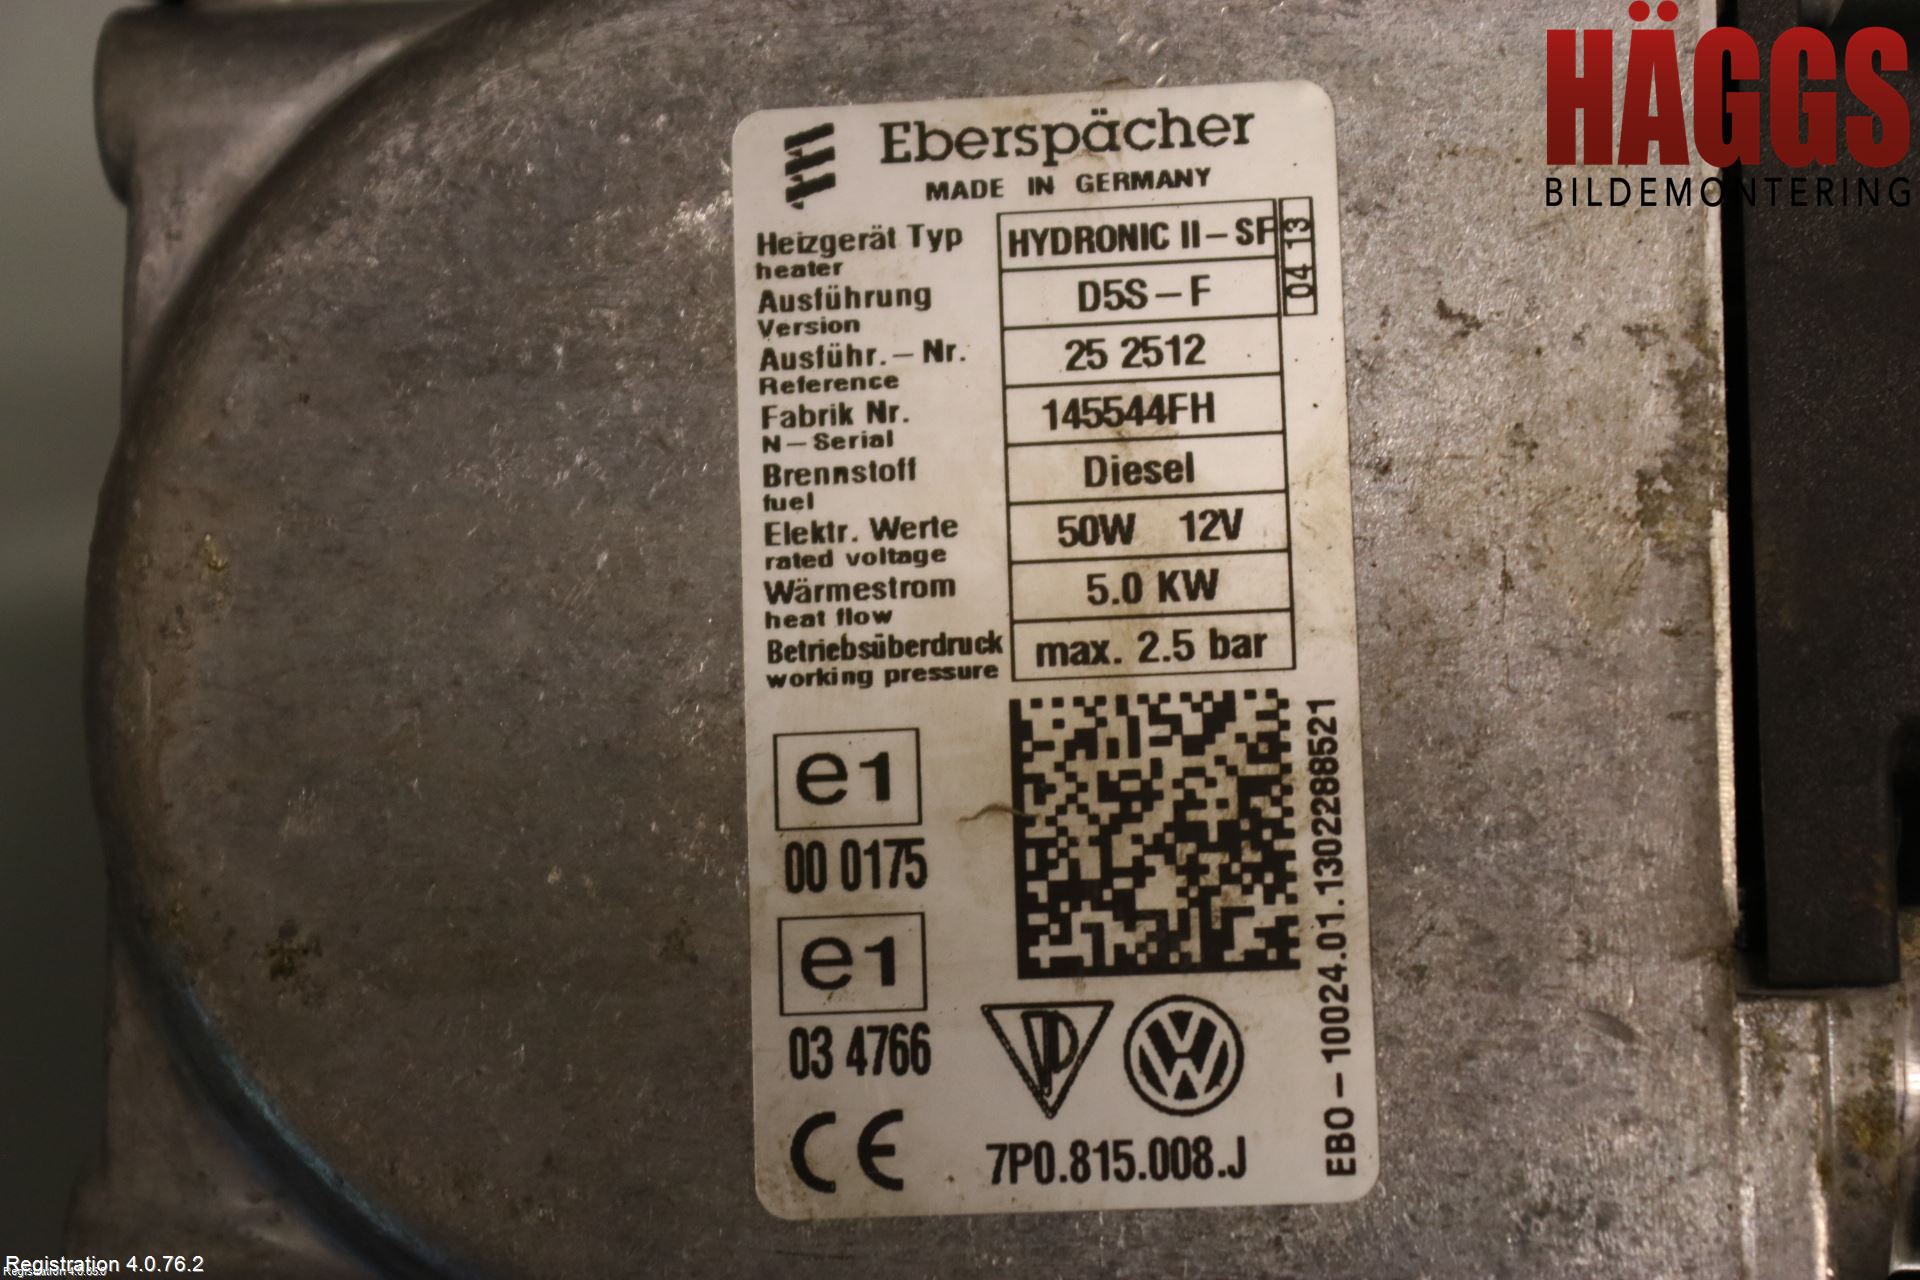 HÄGGS
BILDEMONTERING
Eberspächer
MADE IN GERMANY
Heizgerät Typ HYDRONIC II – SF
heater
04 13
Ausführung D5S – F
Version
Ausführ. – Nr. 25 2512
Reference
Fabrik Nr. 145544FH
N – Serial
Brennstoff Diesel
fuel
Elektr. Werte 50W 12V
rated voltage
Wärmestrom 5.0 KW
heat flow
Betriebsüberdruck max. 2.5 bar
working pressure
e1
00 0175
e1
03 4766
CE
7P0.815.008.J
EBO – 10024.01.1302288521
Registration 4.0.76.2